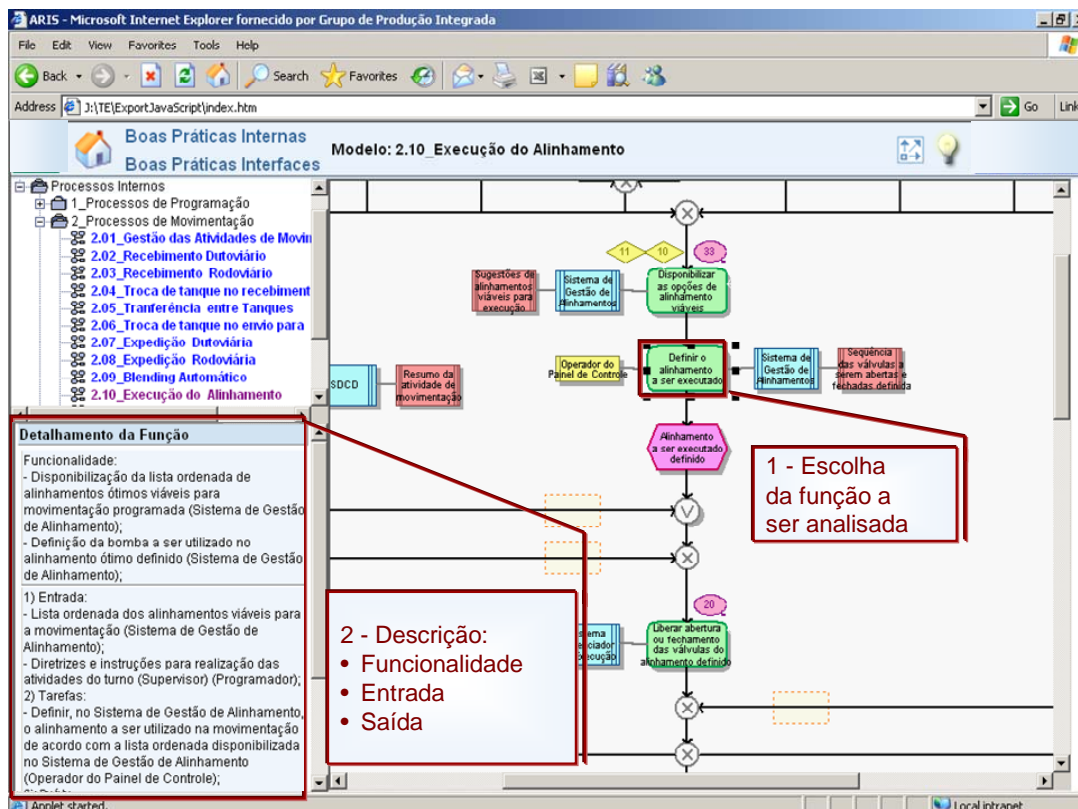 ARIS - Microsoft Internet Explorer fornecido por Grupo de Produção Integrada
File Edit View Favorites Tools Help
Back Search Favorites
Address J:\TE\ExportJavaScript\index.htm Go Link
Boas Práticas Internas
Boas Práticas Interfaces
Modelo: 2.10_Execução do Alinhamento
Processos Internos
1_Processos de Programação
2_Processos de Movimentação
2.01_Gestão das Atividades de Movin
2.02_Recebimento Dutoviário
2.03_Recebimento Rodoviário
2.04_Troca de tanque no recebiment
2.05_Tranferência entre Tanques
2.06_Troca de tanque no envio para
2.07_Expedição Dutoviária
2.08_Expedição Rodoviária
2.09_Blending Automático
2.10_Execução do Alinhamento
Detalhamento da Função
Funcionalidade:
- Disponibilização da lista ordenada de
alinhamentos ótimos viáveis para
movimentação programada (Sistema de Gestão
de Alinhamento);
- Definição da bomba a ser utilizado no
alinhamento ótimo definido (Sistema de Gestão
de Alinhamento);
1) Entrada:
- Lista ordenada dos alinhamentos viáveis para
a movimentação (Sistema de Gestão de
Alinhamento);
- Diretrizes e instruções para realização das
atividades do turno (Supervisor) (Programador);
2) Tarefas:
- Definir, no Sistema de Gestão de Alinhamento,
o alinhamento a ser utilizado na movimentação
de acordo com a lista ordenada disponibilizada
no Sistema de Gestão de Alinhamento
(Operador do Painel de Controle);
11 10 33
Sugestões de
alinhamentos
viáveis para
execução
Sistema de
Gestão de
Alinhamentos
Disponibilizar
as opções de
alinhamento
viáveis
SDCD
Resumo da
atividade de
movimentação
Operador do
Painel de Controle
Definir o
alinhamento
a ser executado
Sistema de
Gestão de
Alinhamentos
Seqüência
das válvulas a
serem abertas e
fechadas definida
Alinhamento
a ser executado
definido
1 - Escolha
da função a
ser analisada
2 - Descrição:
• Funcionalidade
• Entrada
• Saída
20
Liberar abertura
ou fechamento
das válvulas do
alinhamento definido
Applet started.
Local intranet